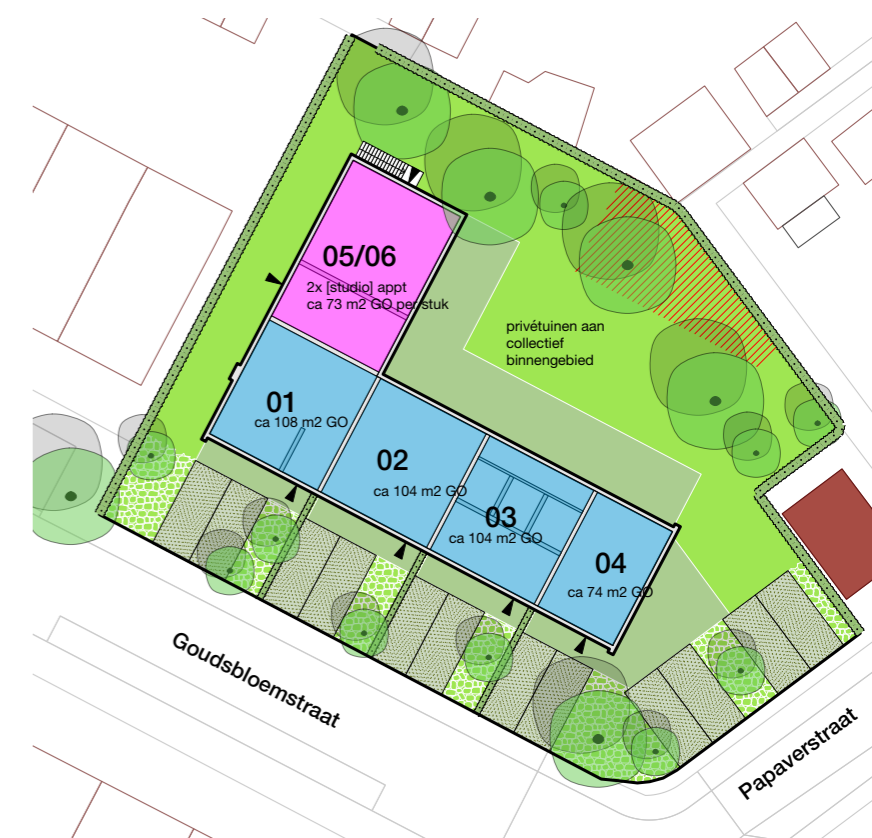 05/06
2x [studio] appt
ca 73 m2 GO per stuk
privétuinen aan
collectief
binnengebied
01
ca 108 m2 GO
02
ca 104 m2 GO
03
ca 104 m2 GO
04
ca 74 m2 GO
Goudsbloemstraat
Papaverstraat